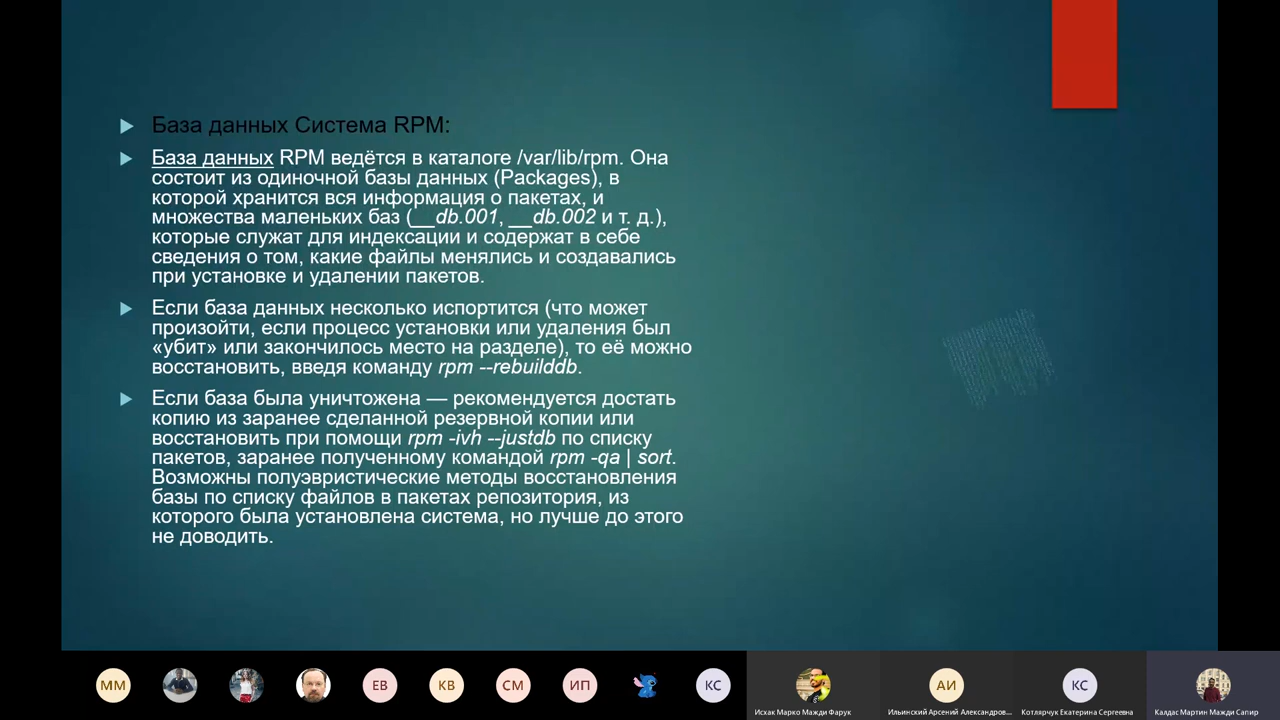 База данных Система RPM:
База данных RPM ведётся в каталоге /var/lib/rpm. Она
состоит из одиночной базы данных (Packages), в
которой хранится вся информация о пакетах, и
множества маленьких баз (__db.001, __db.002 и т. д.),
которые служат для индексации и содержат в себе
сведения о том, какие файлы менялись и создавались
при установке и удалении пакетов.
Если база данных несколько испортится (что может
произойти, если процесс установки или удаления был
«убит» или закончилось место на разделе), то её можно
восстановить, введя команду rpm --rebuilddb.
Если база была уничтожена — рекомендуется достать
копию из заранее сделанной резервной копии или
восстановить при помощи rpm -ivh --justdb по списку
пакетов, заранее полученному командой rpm -qa | sort.
Возможны полуэвристические методы восстановления
базы по списку файлов в пакетах репозитория, из
которого была установлена система, но лучше до этого
не доводить.
ММ
ЕВ
КВ
СМ
ИП
КС
АИ
КС
Исхак Марко Мажди Фарук
Ильинский Арсений Александров...
Котлярчук Екатерина Сергеевна
Калдас Мартин Мажди Сапир